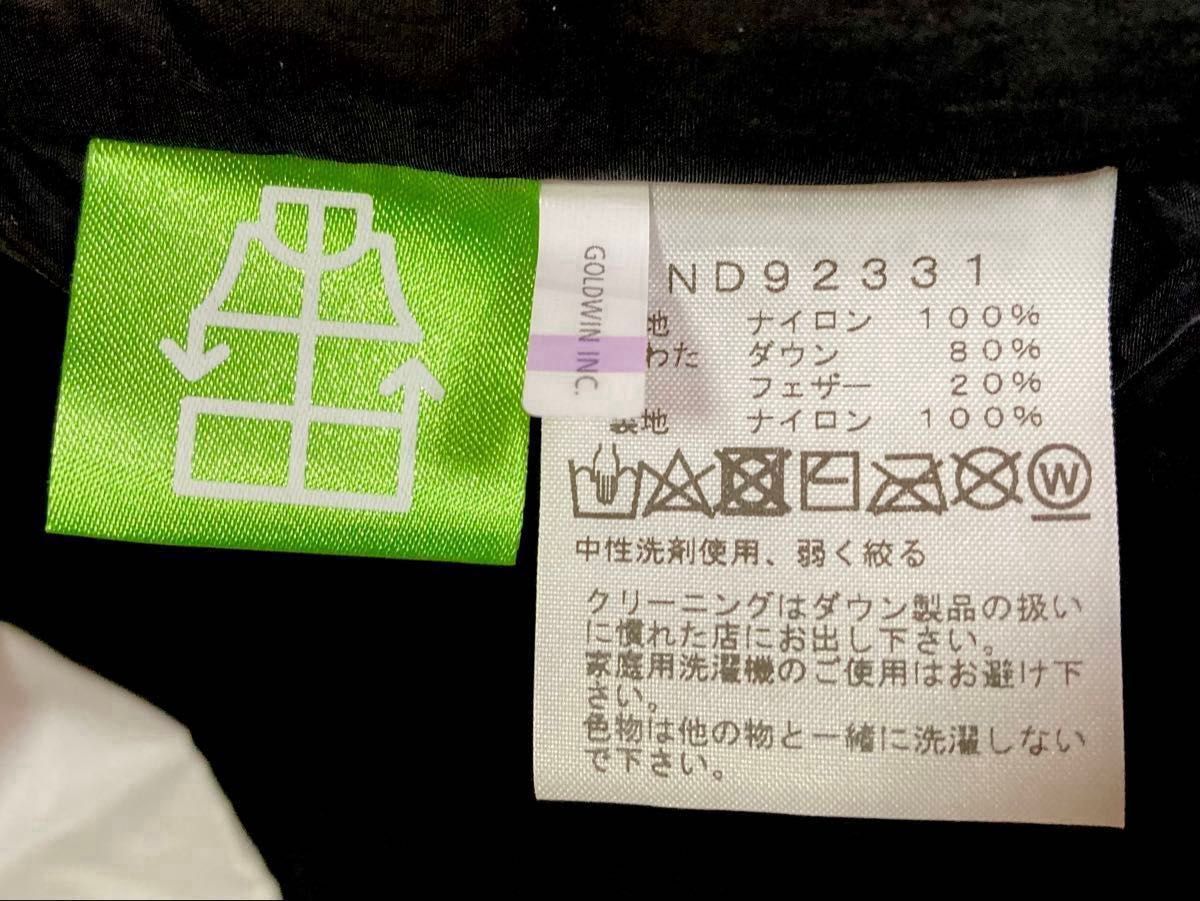 GOLDWIN INC.
ND92331
地 ナイロン 100%
わた ダウン 80%
フェザー 20%
裏地 ナイロン 100%
W
中性洗剤使用、弱く絞る
クリーニングはダウン製品の扱い
に慣れた店にお出し下さい。
家庭用洗濯機のご使用はお避け下
さい。
色物は他の物と一緒に洗濯しない
で下さい。